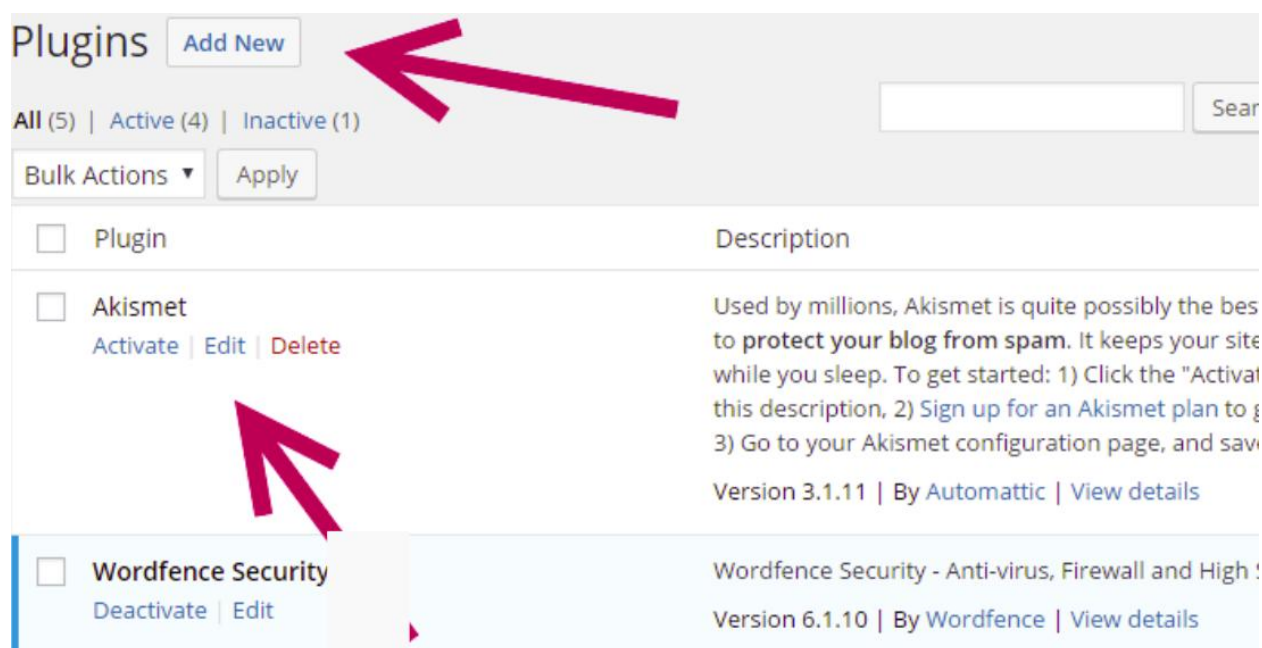 Plugins Add New
All (5) | Active (4) | Inactive (1)
Bulk Actions Apply
Plugin Description
Akismet
Activate | Edit | Delete
Used by millions, Akismet is quite possibly the
to protect your blog from spam. It keeps your site
while you sleep. To get started: 1) Click the
this description, 2) Sign up for an Akismet plan to
3) Go to your Akismet configuration page, and
Version 3.1.11 | By Automattic | View details
Wordfence Security
Deactivate | Edit
Wordfence Security - Anti-virus, Firewall and High
Version 6.1.10 | By Wordfence | View details